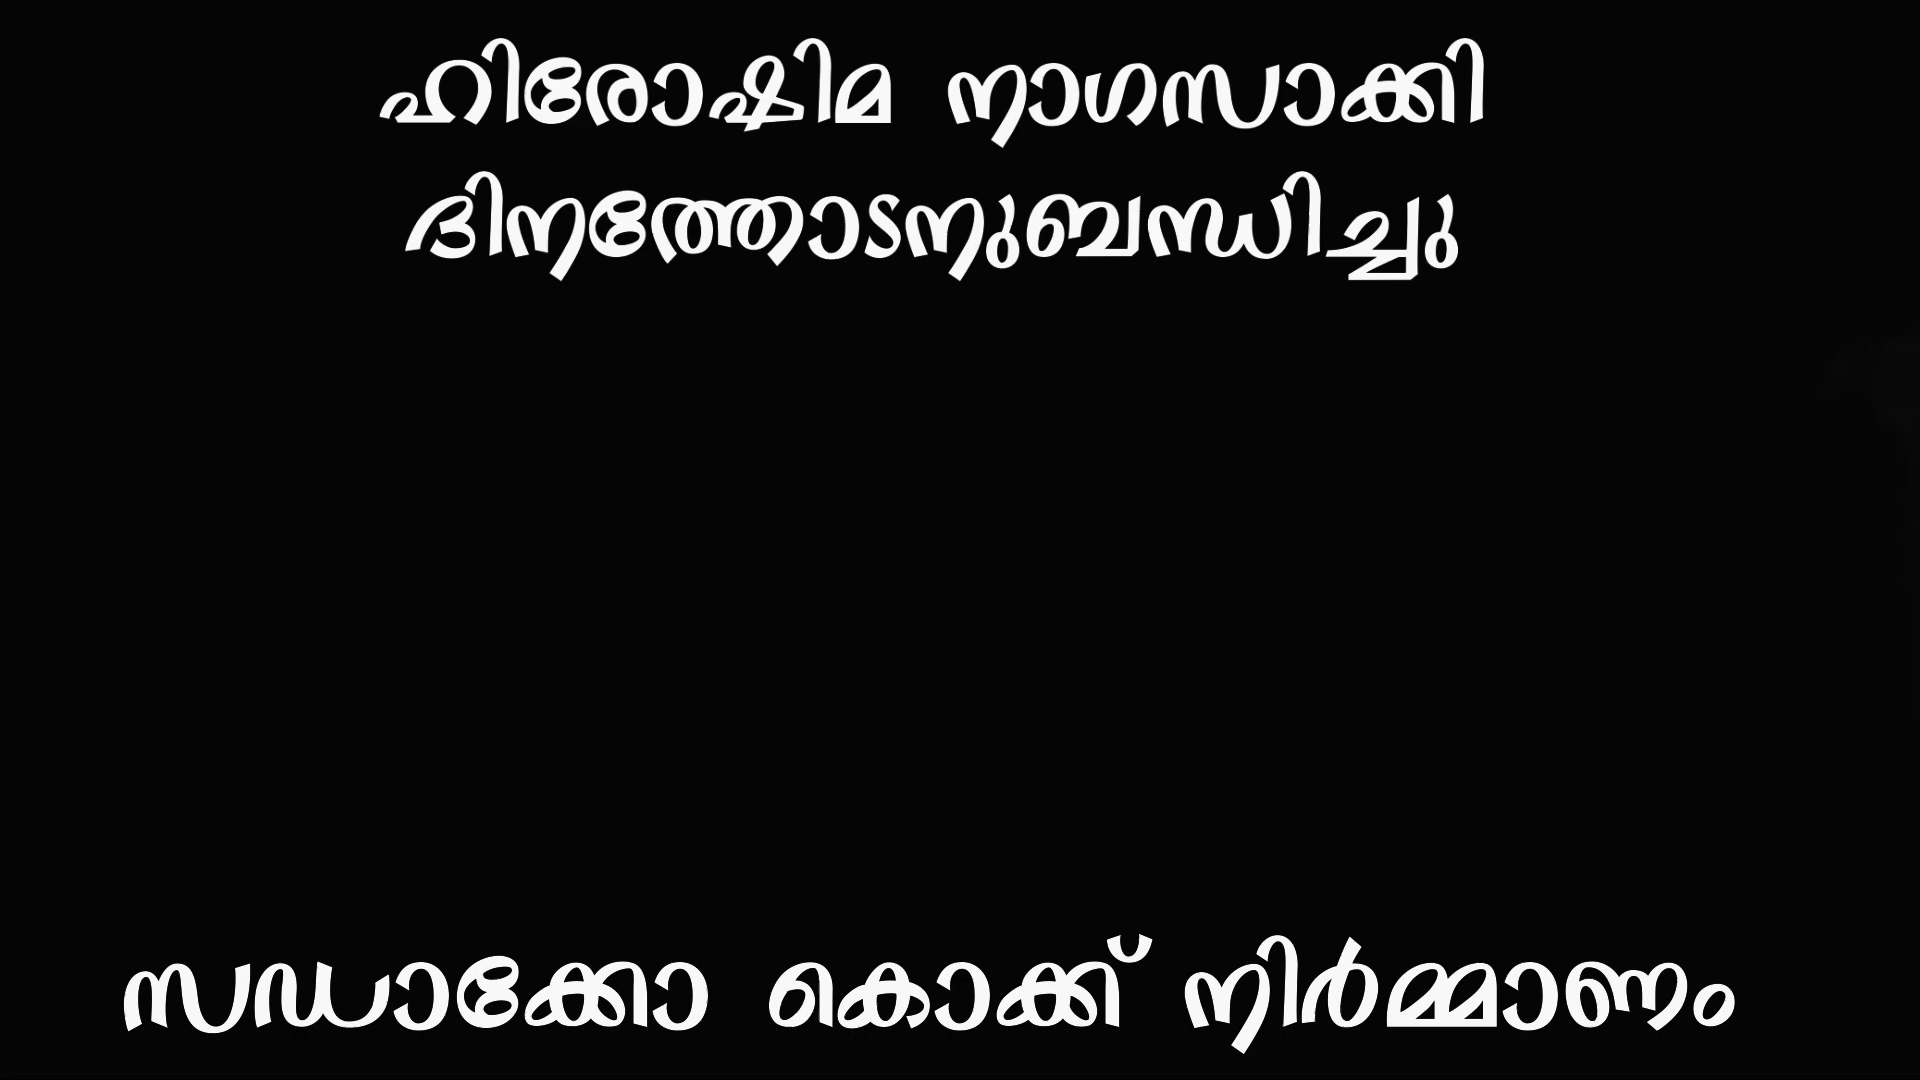 ഹിരോഷിമ നാഗസാക്കി
ദിനത്തോടനുബന്ധിച്ചു
സഡാക്കോ കൊക്ക് നിർമ്മാണം